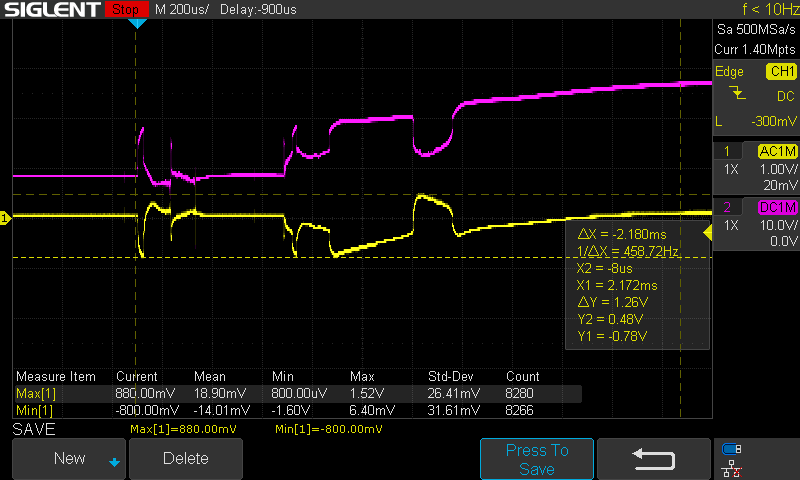 SIGLENT Stop M 200us/ Delay:-900us f < 10Hz
Sa 500MSa/s
Curr 1.40Mpts
Edge CH1
DC
L -300mV
1 AC1M
1X 1.00V/
20mV
2 DC1M
1X 10.0V/
0.0V
1
ΔX = -2.180ms
1/ΔX = 458.72Hz
X2 = -8us
X1 = 2.172ms
ΔY = 1.26V
Y2 = 0.48V
Y1 = -0.78V
Measure Item Current Mean Min Max Std-Dev Count
Max[1] 880.00mV 18.90mV 800.00uV 1.52V 26.41mV 8280
Min[1] -800.00mV -14.01mV -1.60V 6.40mV 31.61mV 8266
SAVE Max[1]=880.00mV Min[1]=-800.00mV
New Delete Press To
Save